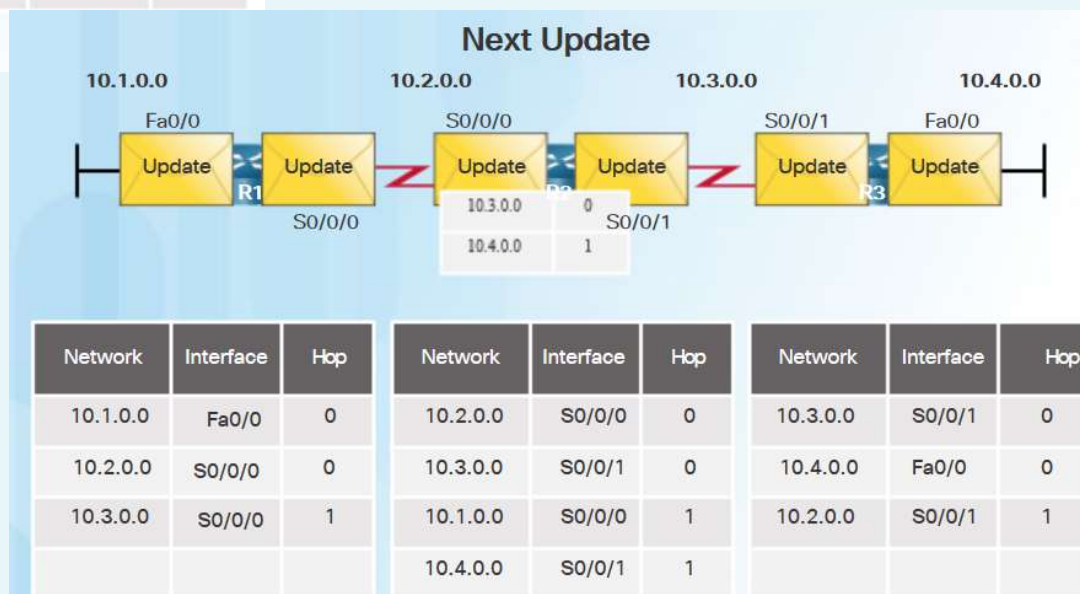 Next Update
10.1.0.0 10.2.0.0 10.3.0.0 10.4.0.0
Fa0/0 S0/0/0 S0/0/1 Fa0/0
Update Update Update Update Update Update
R1 R2 R3
S0/0/0 S0/0/1
10.3.0.0 0
10.4.0.0 1
Network Interface Hop Network Interface Hop Network Interface Hop
10.1.0.0 Fa0/0 0 10.2.0.0 S0/0/0 0 10.3.0.0 S0/0/1 0
10.2.0.0 S0/0/0 0 10.3.0.0 S0/0/1 0 10.4.0.0 Fa0/0 0
10.3.0.0 S0/0/0 1 10.1.0.0 S0/0/0 1 10.2.0.0 S0/0/1 1
10.4.0.0 S0/0/1 1